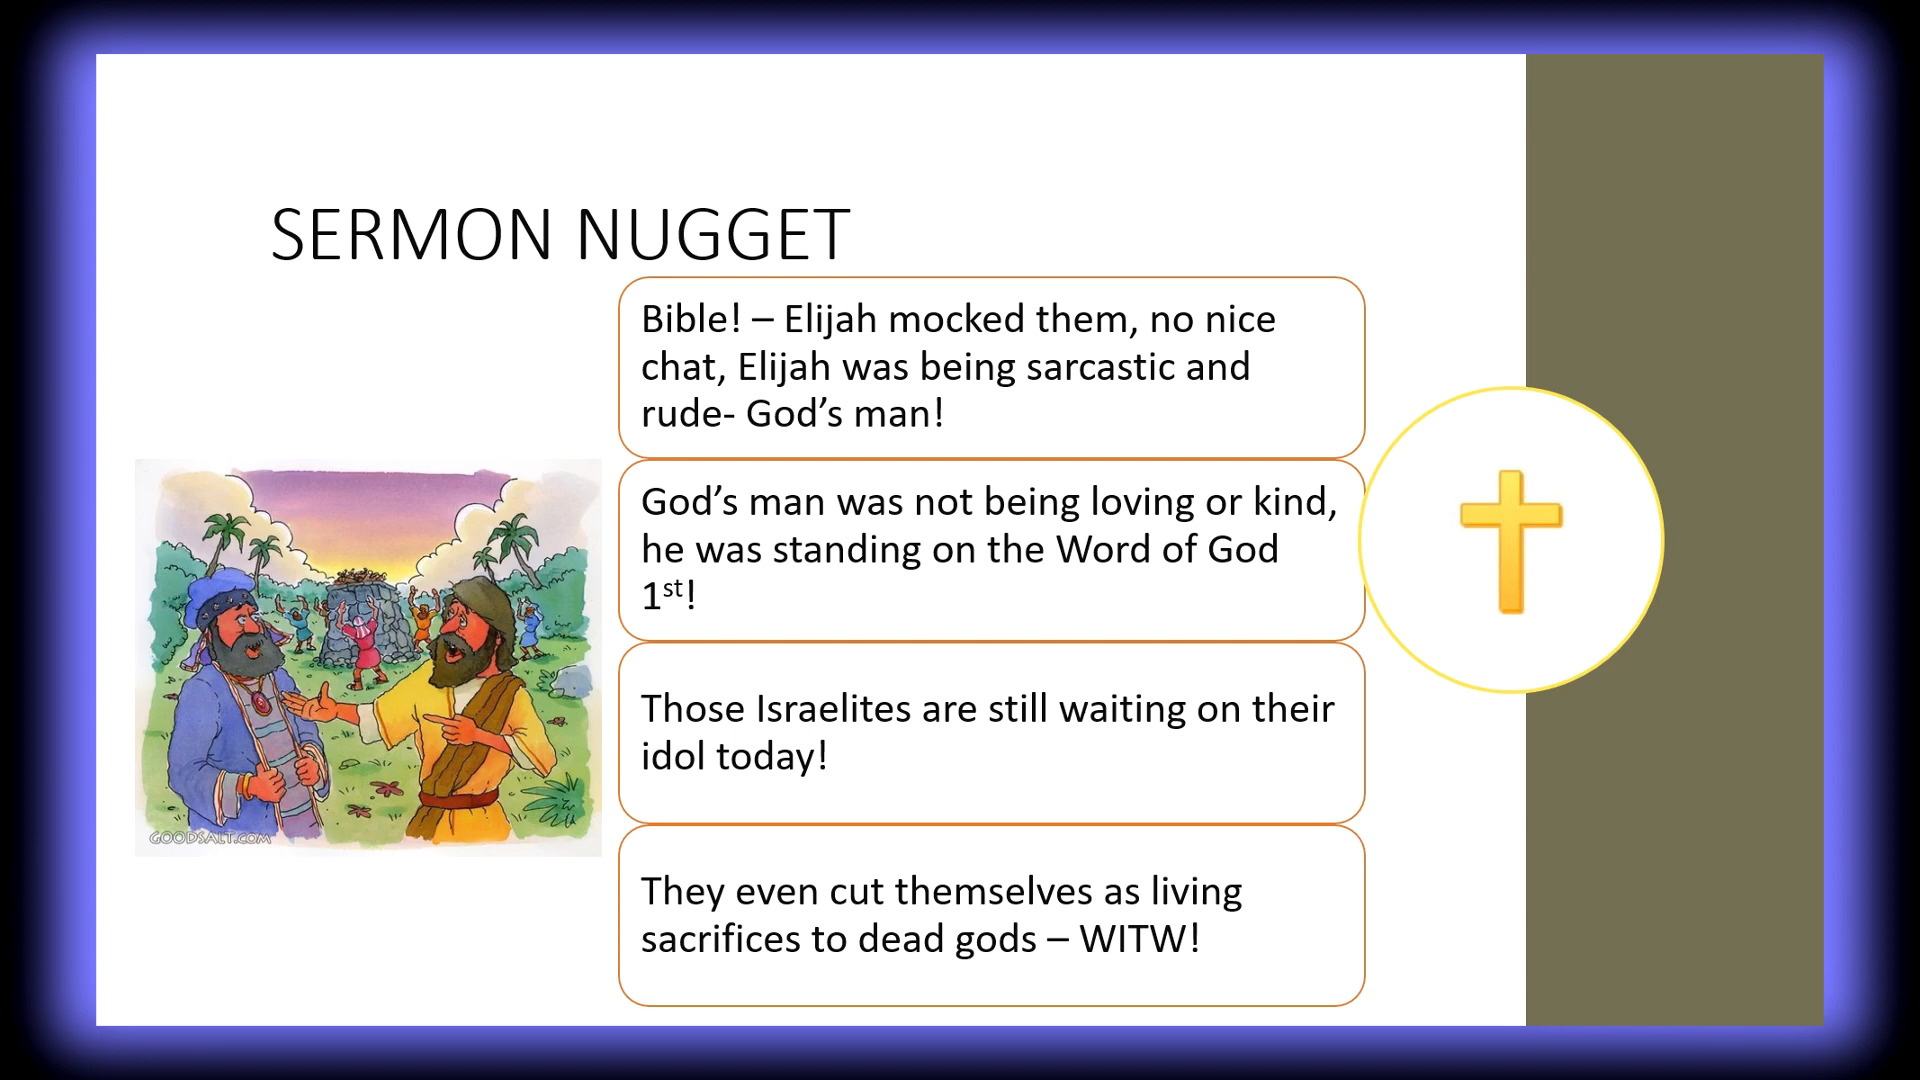 SERMON NUGGET
Bible! – Elijah mocked them, no nice
chat, Elijah was being sarcastic and
rude- God’s man!
God’s man was not being loving or kind,
he was standing on the Word of God
1st!
Those Israelites are still waiting on their
idol today!
They even cut themselves as living
sacrifices to dead gods – WITW!
GOODSALT.COM